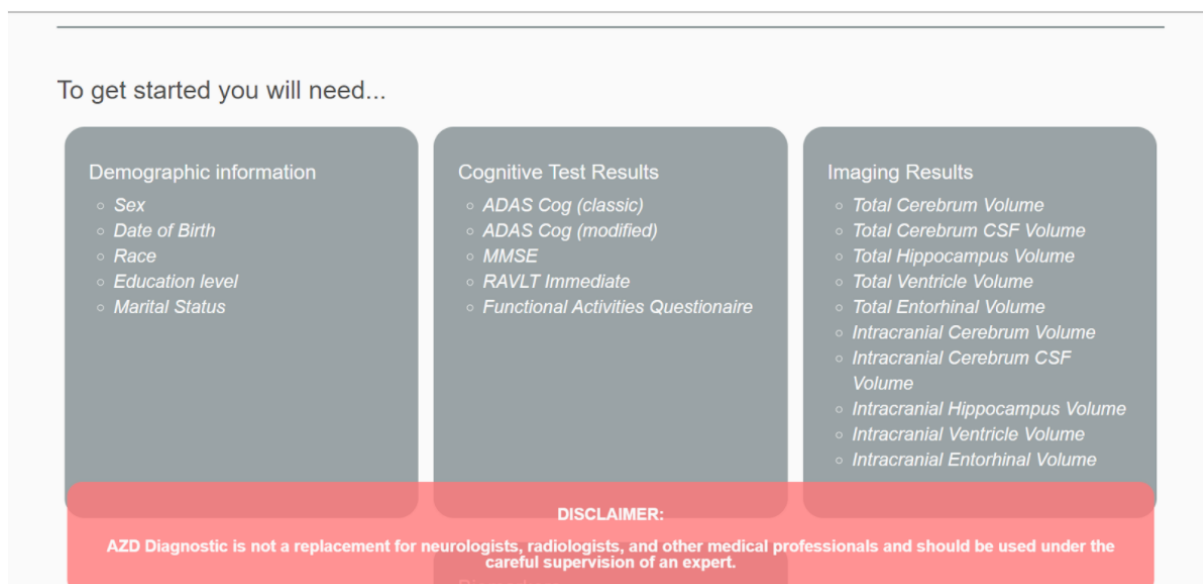 To get started you will need...
Demographic information
Sex
Date of Birth
Race
Education level
Marital Status
Cognitive Test Results
ADAS Cog (classic)
ADAS Cog (modified)
MMSE
RAVLT Immediate
Functional Activities Questionaire
Imaging Results
Total Cerebrum Volume
Total Cerebrum CSF Volume
Total Hippocampus Volume
Total Ventricle Volume
Total Entorhinal Volume
Intracranial Cerebrum Volume
Intracranial Cerebrum CSF
Volume
Intracranial Hippocampus Volume
Intracranial Ventricle Volume
Intracranial Entorhinal Volume
DISCLAIMER:
AZD Diagnostic is not a replacement for neurologists, radiologists, and other medical professionals and should be used under the
careful supervision of an expert.